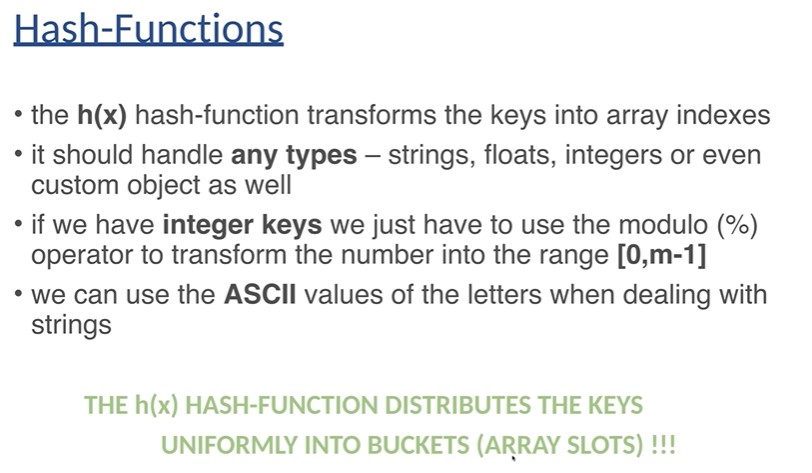 Hash-Functions
• the h(x) hash-function transforms the keys into array indexes
• it should handle any types – strings, floats, integers or even
custom object as well
• if we have integer keys we just have to use the modulo (%)
operator to transform the number into the range [0,m-1]
• we can use the ASCII values of the letters when dealing with
strings
THE h(x) HASH-FUNCTION DISTRIBUTES THE KEYS
UNIFORMLY INTO BUCKETS (ARRAY SLOTS) !!!